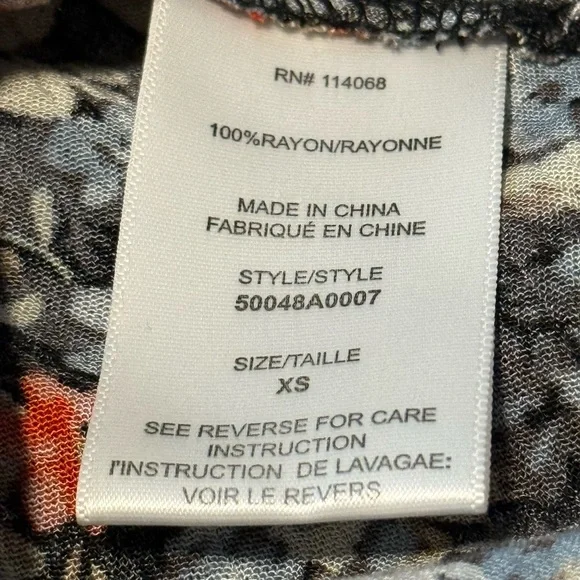 RN# 114068
100%RAYON/RAYONNE
MADE IN CHINA
FABRIQUÉ EN CHINE
STYLE/STYLE
50048A0007
SIZE/TAILLE
XS
SEE REVERSE FOR CARE
INSTRUCTION
l'INSTRUCTION DE LAVAGAE:
VOIR LE REVERS